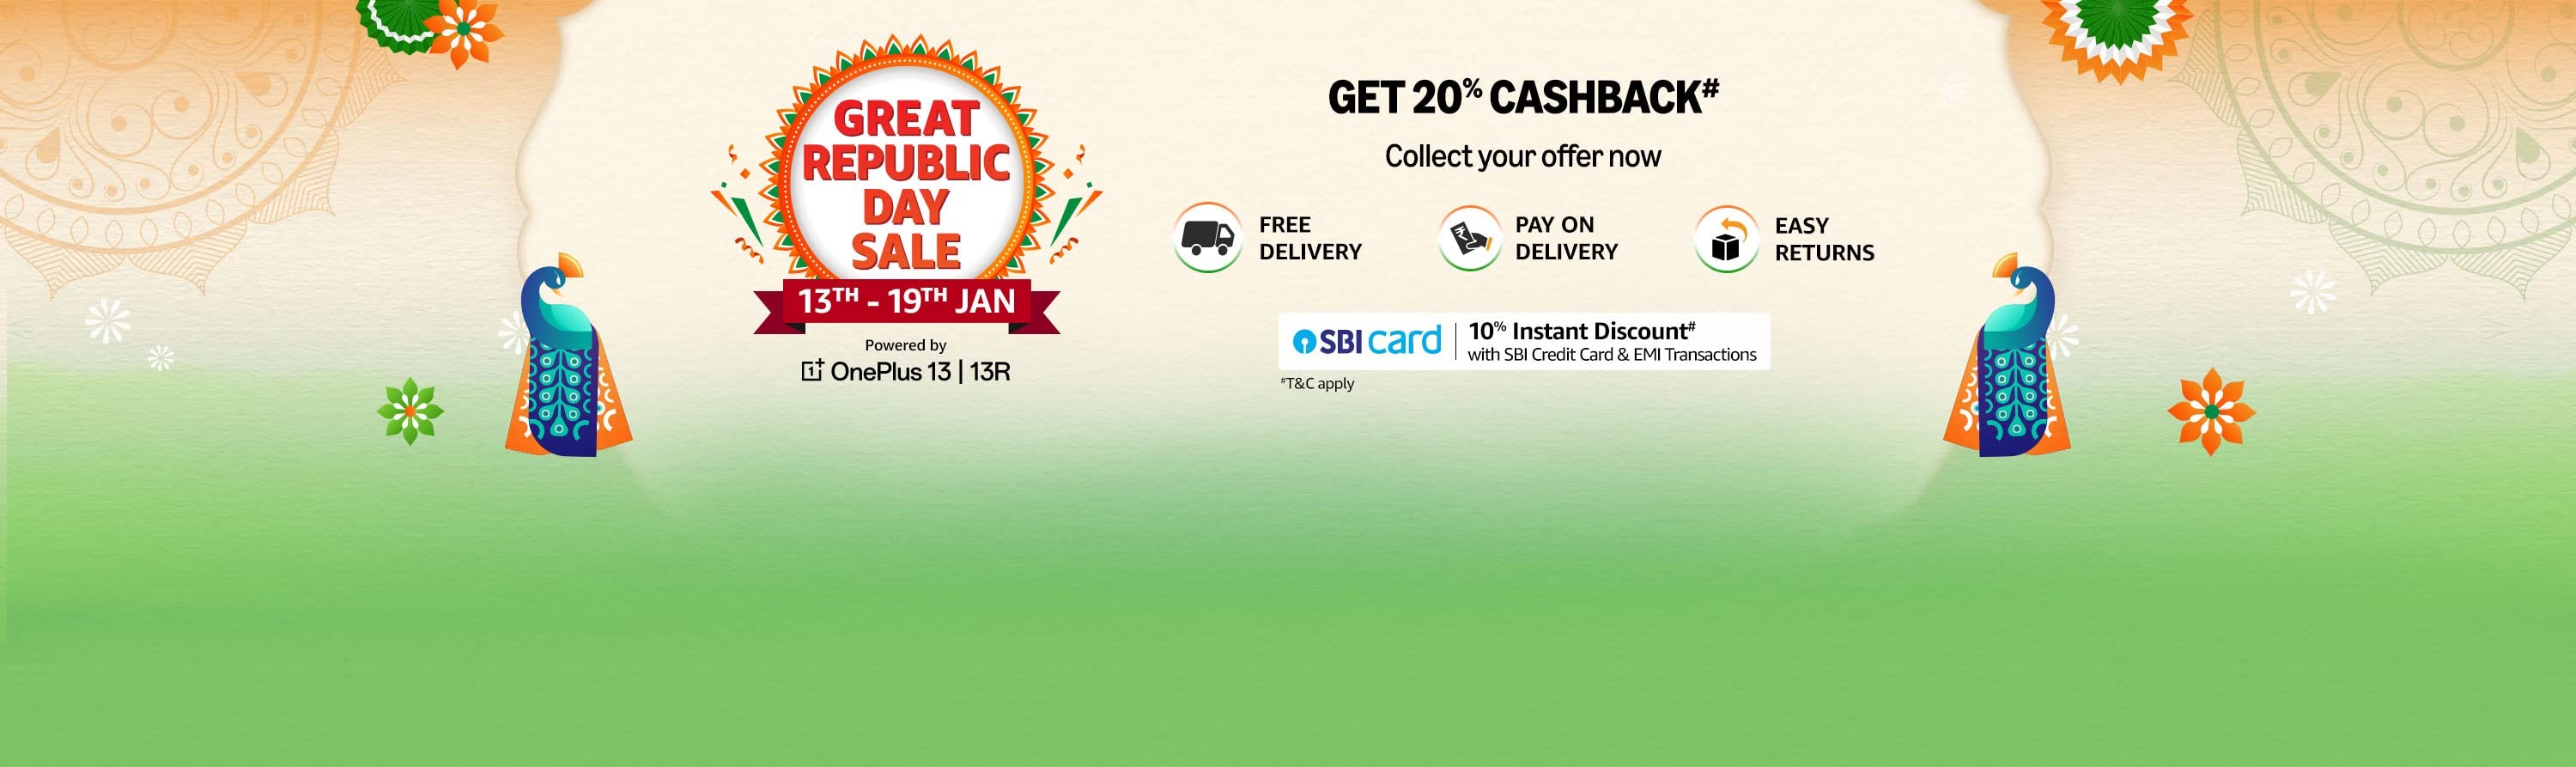 GREAT
REPUBLIC
DAY
SALE
13TH - 19TH JAN
Powered by
OnePlus 13 | 13R
GET 20% CASHBACK#
Collect your offer now
FREE
DELIVERY
PAY ON
DELIVERY
EASY
RETURNS
SBI card
10% Instant Discount#
with SBI Credit Card & EMI Transactions
#T&C apply